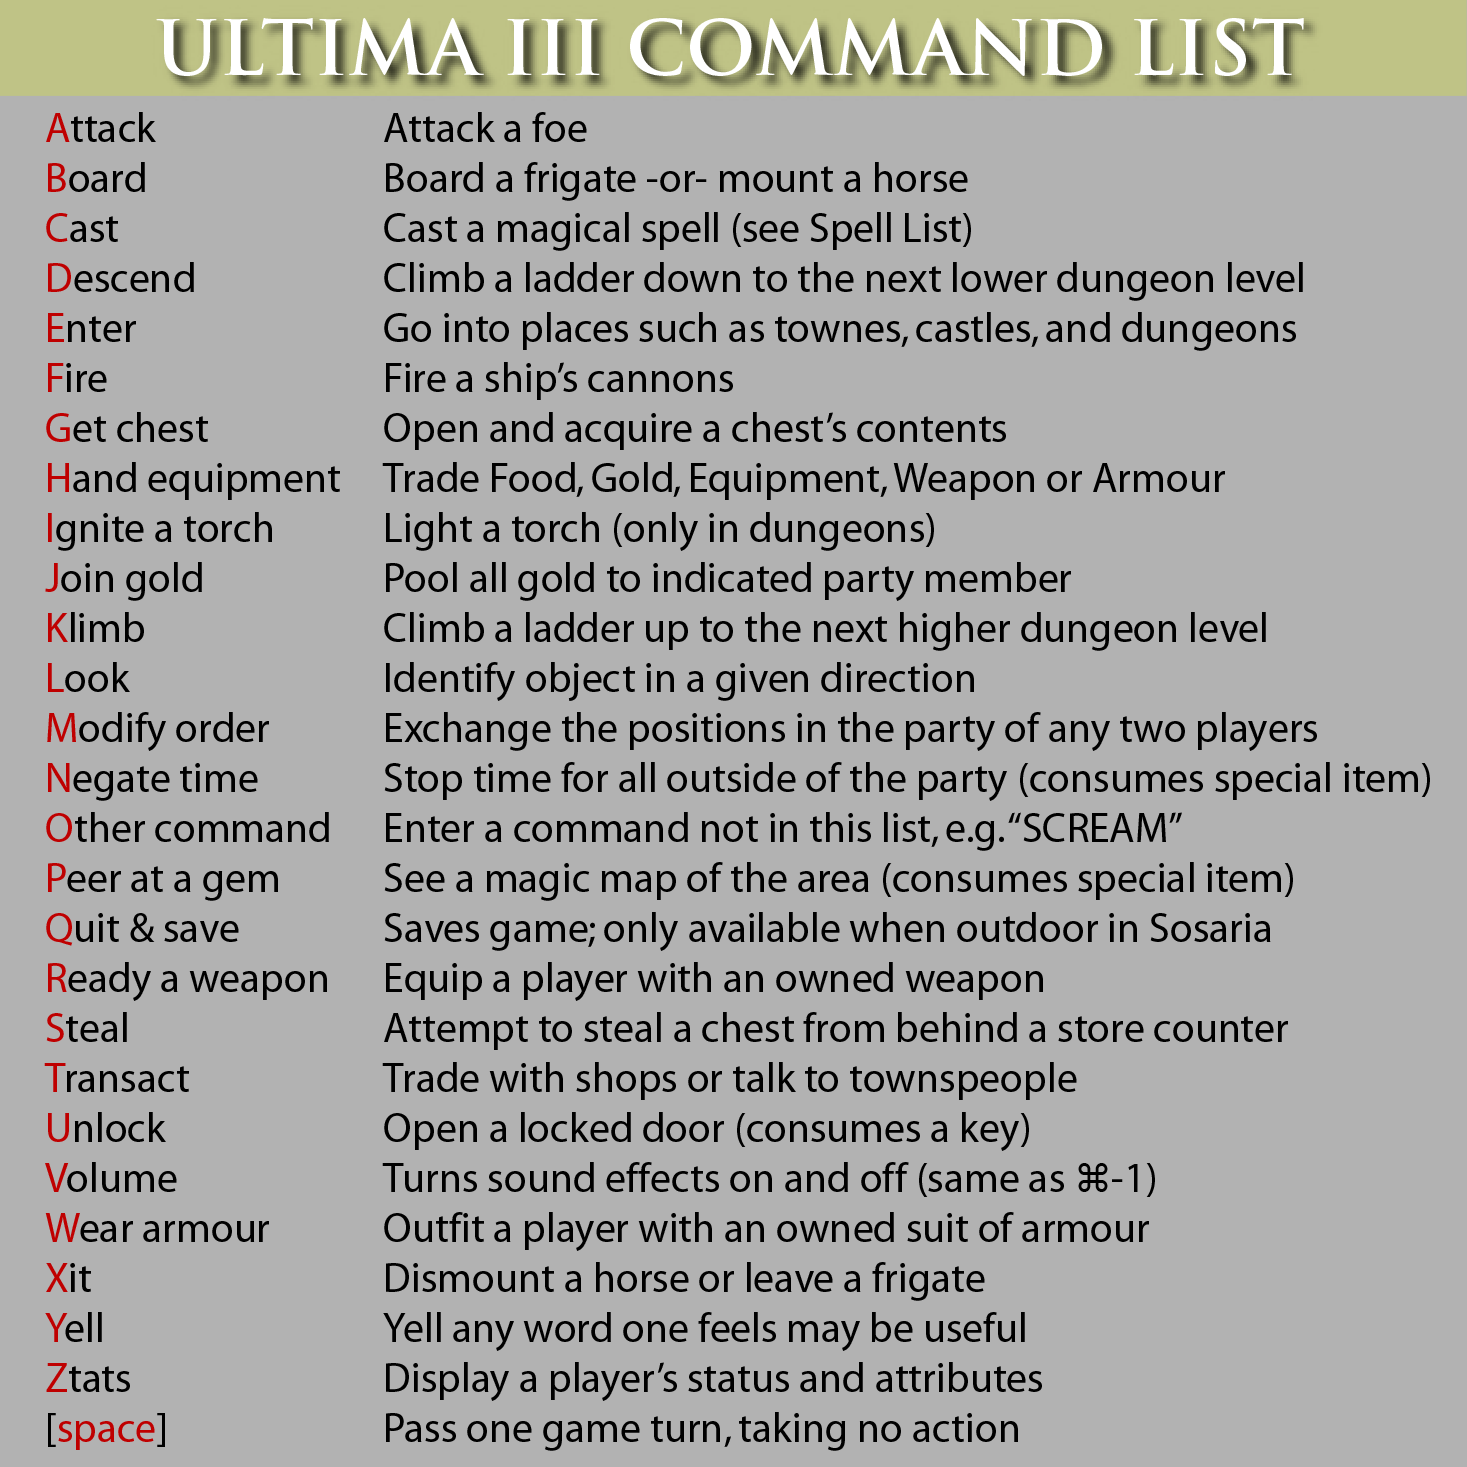 ULTIMA III COMMAND LIST
Attack Attack a foe
Board Board a frigate -or- mount a horse
Cast Cast a magical spell (see Spell List)
Descend Climb a ladder down to the next lower dungeon level
Enter Go into places such as townes, castles, and dungeons
Fire Fire a ship’s cannons
Get chest Open and acquire a chest’s contents
Hand equipment Trade Food, Gold, Equipment, Weapon or Armour
Ignite a torch Light a torch (only in dungeons)
Join gold Pool all gold to indicated party member
Klimb Climb a ladder up to the next higher dungeon level
Look Identify object in a given direction
Modify order Exchange the positions in the party of any two players
Negate time Stop time for all outside of the party (consumes special item)
Other command Enter a command not in this list, e.g. “SCREAM”
Peer at a gem See a magic map of the area (consumes special item)
Quit & save Saves game; only available when outdoor in Sosaria
Ready a weapon Equip a player with an owned weapon
Steal Attempt to steal a chest from behind a store counter
Transact Trade with shops or talk to townspeople
Unlock Open a locked door (consumes a key)
Volume Turns sound effects on and off (same as ⌘-1)
Wear armour Outfit a player with an owned suit of armour
Xit Dismount a horse or leave a frigate
Yell Yell any word one feels may be useful
Ztats Display a player’s status and attributes
[space] Pass one game turn, taking no action